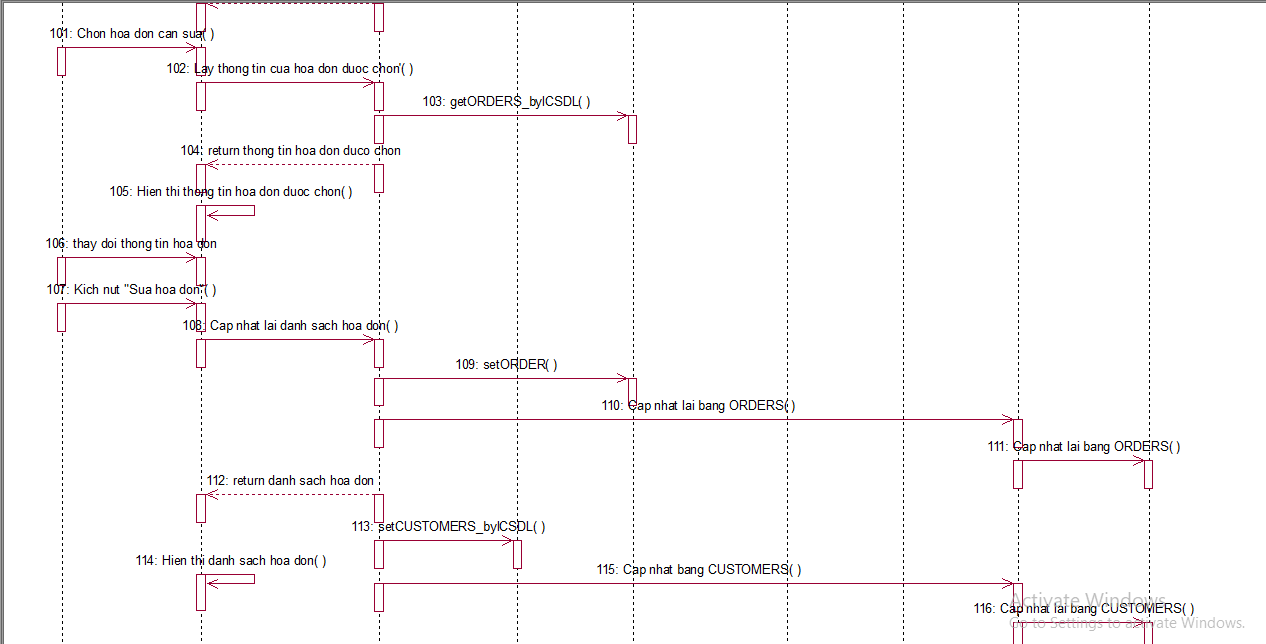 101: Chon hoa don can sua( )
102: Lay thong tin cua hoa don duoc chon'( )
103: getORDERS_byICSDL( )
104: return thong tin hoa don duco chon
105: Hien thi thong tin hoa don duoc chon( )
106: thay doi thong tin hoa don
107: Kich nut "Sua hoa don"( )
108: Cap nhat lai danh sach hoa don( )
109: setORDER( )
110: Cap nhat lai bang ORDERS( )
111: Cap nhat lai bang ORDERS( )
112: return danh sach hoa don
113: setCUSTOMERS_byICSDL( )
114: Hien thi danh sach hoa don( )
115: Cap nhat bang CUSTOMERS( )
116: Cap nhat lai bang CUSTOMERS( )
Activate Windows
Go to Settings to activate Windows.